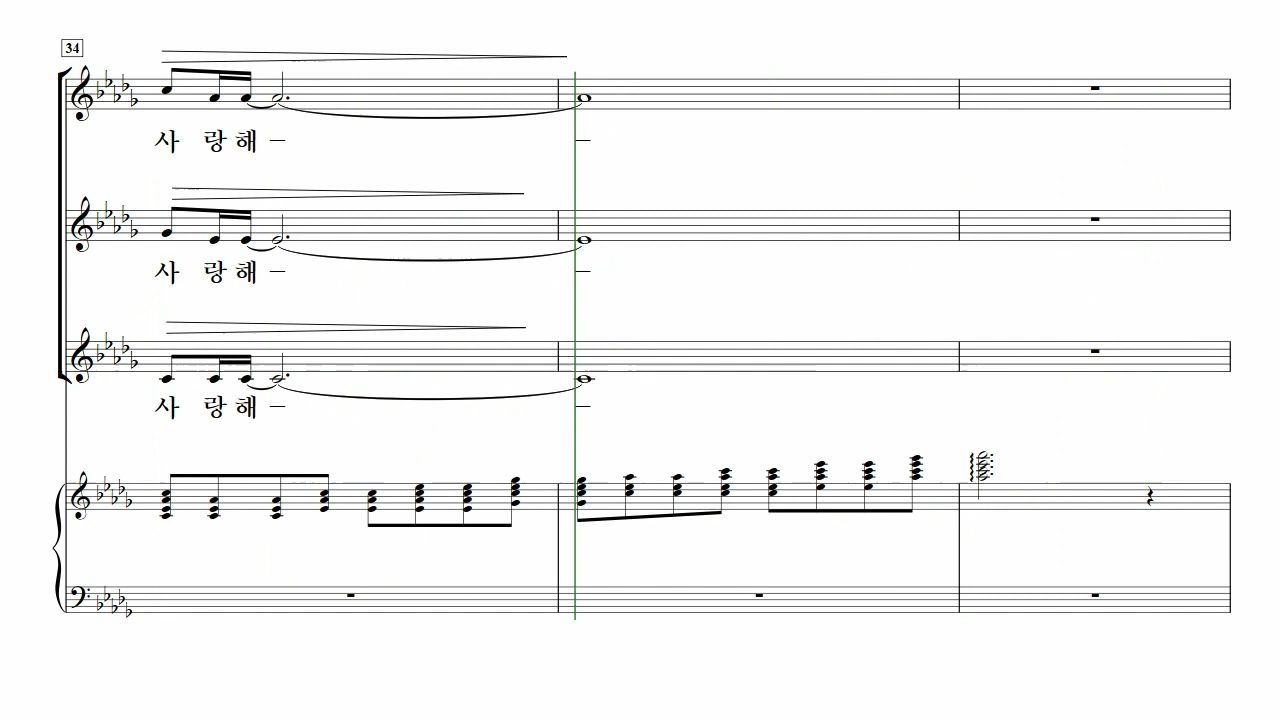 34
사 랑 해 – –
사 랑 해 – –
사 랑 해 – –